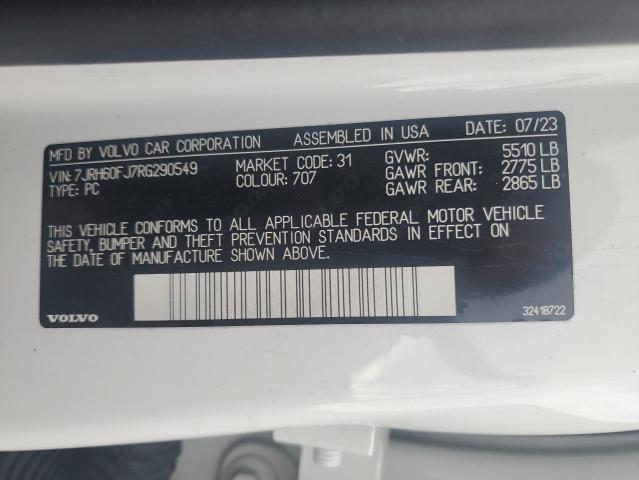 MFD BY VOLVO CAR CORPORATION ASSEMBLED IN USA DATE: 07/23
VIN: 7JRH60FJ7RG290549 MARKET CODE: 31 GVWR: 5510 LB
TYPE: PC COLOUR: 707 GAWR FRONT: 2775 LB
GAWR REAR: 2865 LB
THIS VEHICLE CONFORMS TO ALL APPLICABLE FEDERAL MOTOR VEHICLE
SAFETY, BUMPER AND THEFT PREVENTION STANDARDS IN EFFECT ON
THE DATE OF MANUFACTURE SHOWN ABOVE.
VOLVO 32418722